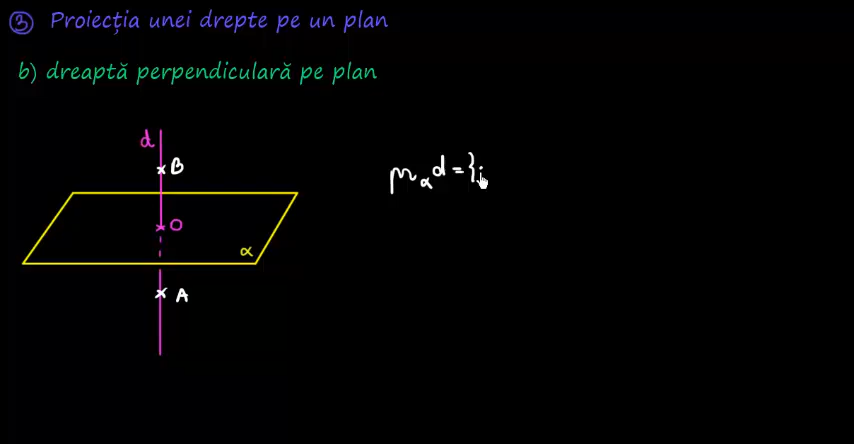 ③ Proiecția unei drepte pe un plan
b) dreaptă perpendiculară pe plan
d
B
O
α
A
pr_α d = {